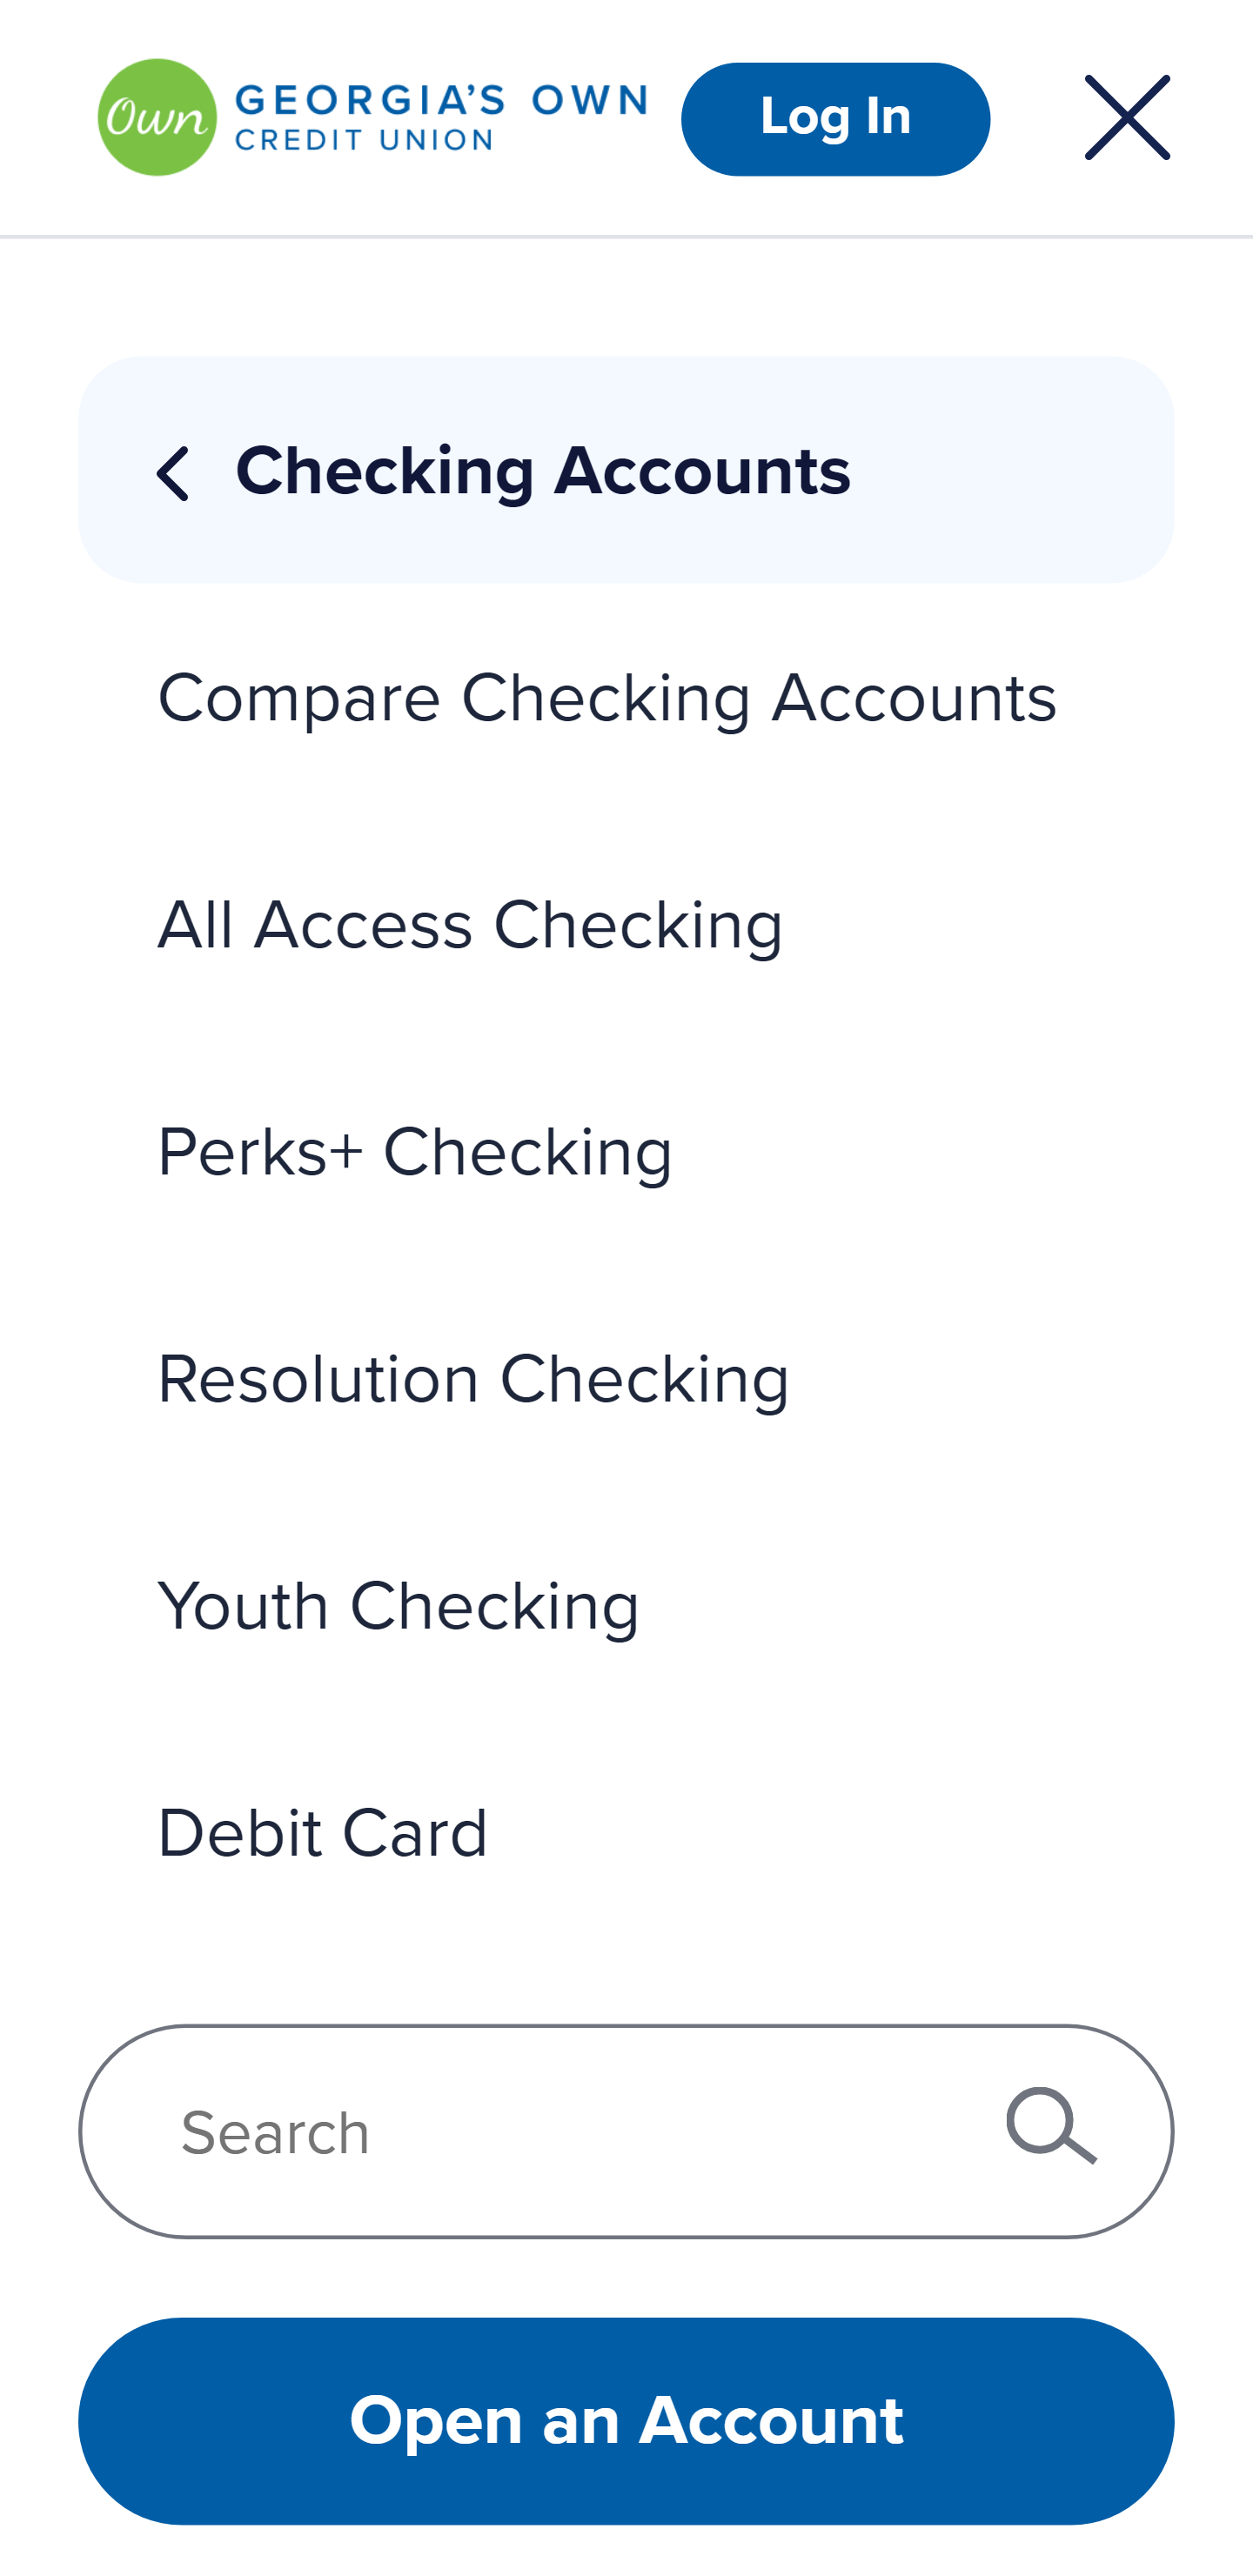 Own
GEORGIA’S OWN
CREDIT UNION
Log In
Checking Accounts
Compare Checking Accounts
All Access Checking
Perks+ Checking
Resolution Checking
Youth Checking
Debit Card
Search
Open an Account